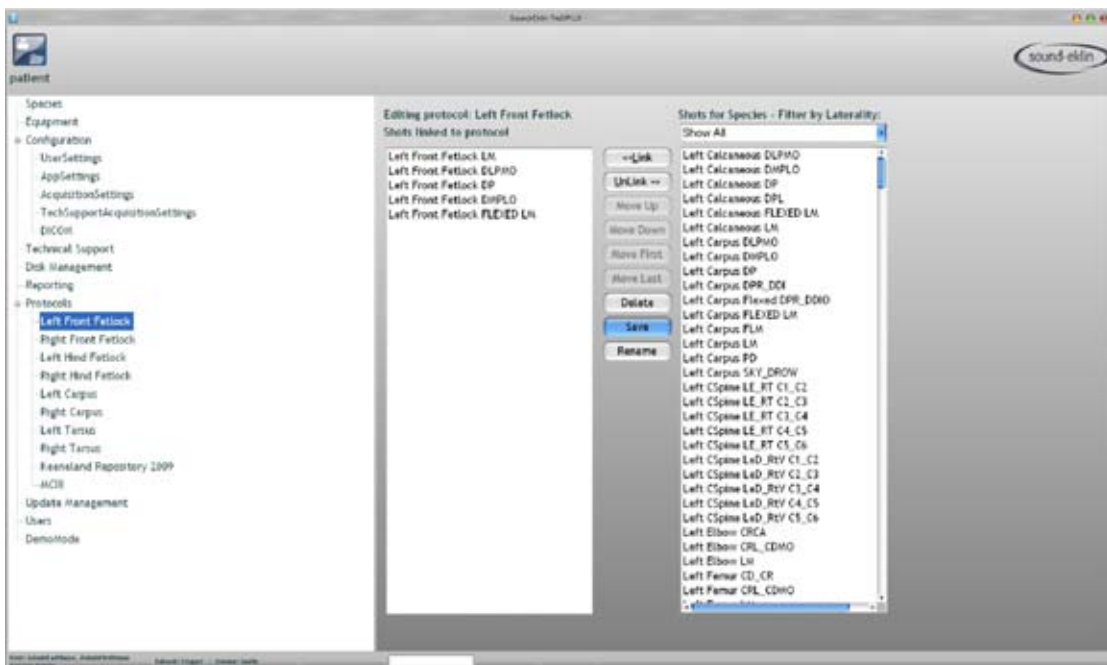 sound-eklin
patient
Species
Equipment
Configuration
UserSettings
AppSettings
AcquisitionSettings
TechSupportAcquisitionSettings
DICOM
Technical Support
Disk Management
Reporting
Protocols
Left Front Fetlock
Right Front Fetlock
Left Hind Fetlock
Right Hind Fetlock
Left Carpus
Right Carpus
Left Tarsus
Right Tarsus
Keeneland Repository 2009
Update Management
Users
DemoMode
Editing protocol: Left Front Fetlock
Shots linked to protocol
Left Front Fetlock LM
Left Front Fetlock DLPMO
Left Front Fetlock DP
Left Front Fetlock DMPLO
Left Front Fetlock FLEXED LM
<<Link
UnLink >>
Move Up
Move Down
Move First
Move Last
Delete
Save
Rename
Shots for Species - Filter by Laterality:
Show All
Left Calcaneous DLPMO
Left Calcaneous DMPLO
Left Calcaneous DP
Left Calcaneous DPL
Left Calcaneous FLEXED LM
Left Calcaneous LM
Left Carpus DLPMO
Left Carpus DMPLO
Left Carpus DP
Left Carpus DPR_DDI
Left Carpus Flexed DPR_DDIO
Left Carpus FLEXED LM
Left Carpus FLM
Left Carpus LM
Left Carpus PD
Left Carpus SKY_DROW
Left CSpine LE_RT C1_C2
Left CSpine LE_RT C2_C3
Left CSpine LE_RT C3_C4
Left CSpine LE_RT C4_C5
Left CSpine LE_RT C5_C6
Left CSpine LeD_RtV C1_C2
Left CSpine LeD_RtV C2_C3
Left CSpine LeD_RtV C3_C4
Left CSpine LeD_RtV C4_C5
Left CSpine LeD_RtV C5_C6
Left Elbow CRCA
Left Elbow CRL_CDMO
Left Elbow LM
Left Femur CD_CR
Left Femur CRL_CDMO